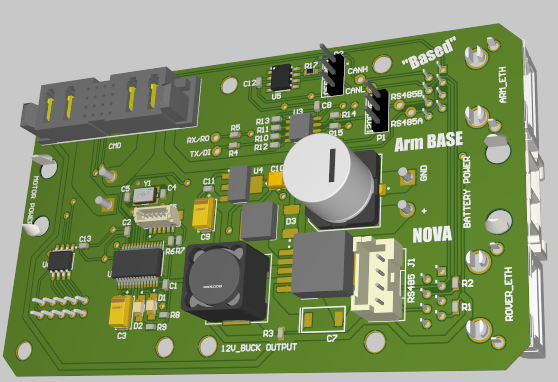 "Based"
ARM_ETH
R17
CANH
C12
U5
CANL
C8
RS485B
P1
RS485A
U3
R13
R11
R10
R12
R14
R15
R5
RX/RO
TX/DI
R4
CM0
Arm BASE
GND
+
BATTERY POWER
NOVA
MOTOR POWER
Y1
C5
C4
C11
U4
C10
C2
C9
D3
C13
R6
R7
C1
D1
D2
R8
R9
C3
J1
RS485
R2
R1
ROVER_ETH
R3
C7
12V_BUCK OUTPUT